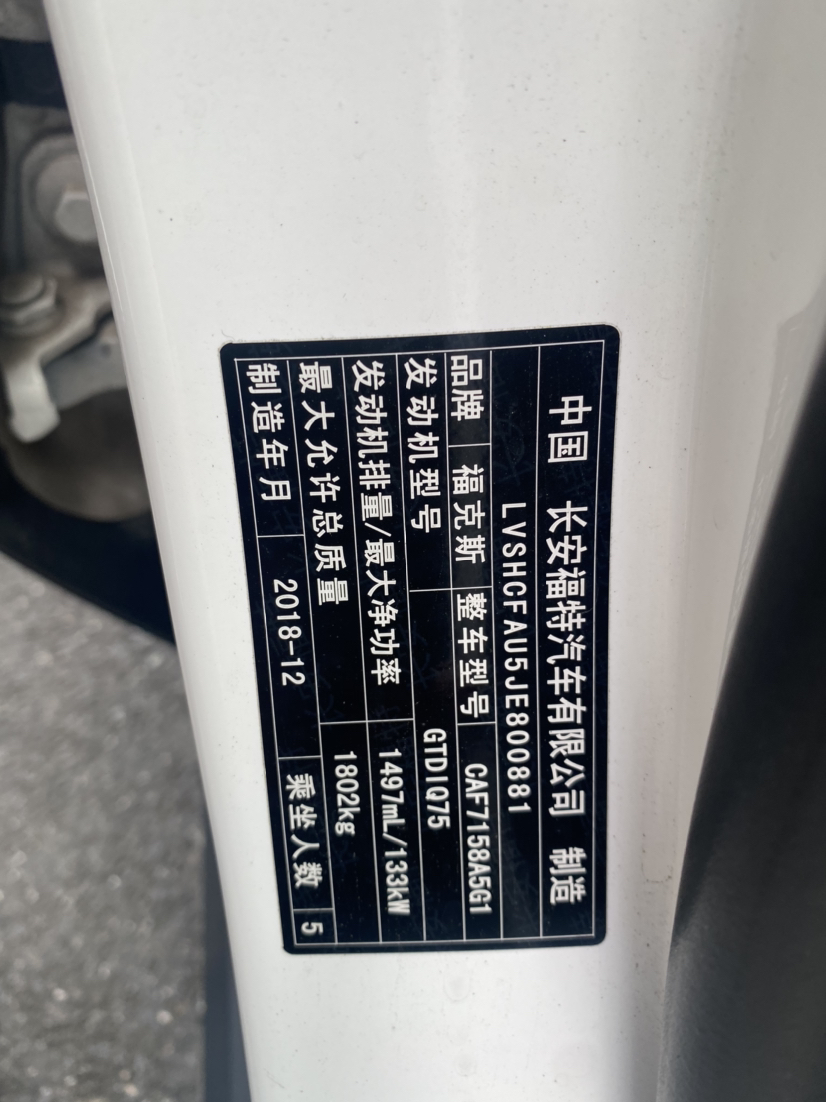 中国 长安福特汽车有限公司 制造
LVSHCFAU5JE800881
品牌 福克斯 整车型号 CAF7158A5G1
发动机型号 GTDIQ75
发动机排量/最大净功率 1497mL/133kW
最大允许总质量 1802kg
制造年月 2018-12 乘坐人数 5